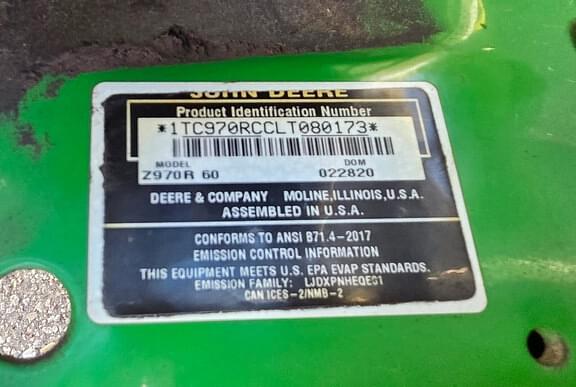 JOHN DEERE
Product Identification Number
*1TC970RCCLT080173*
MODEL DOM
Z970R 60 022820
DEERE & COMPANY MOLINE, ILLINOIS, U.S.A.
ASSEMBLED IN U.S.A.
CONFORMS TO ANSI B71.4-2017
EMISSION CONTROL INFORMATION
THIS EQUIPMENT MEETS U.S. EPA EVAP STANDARDS.
EMISSION FAMILY:
CAN ICES-2/NMB-2